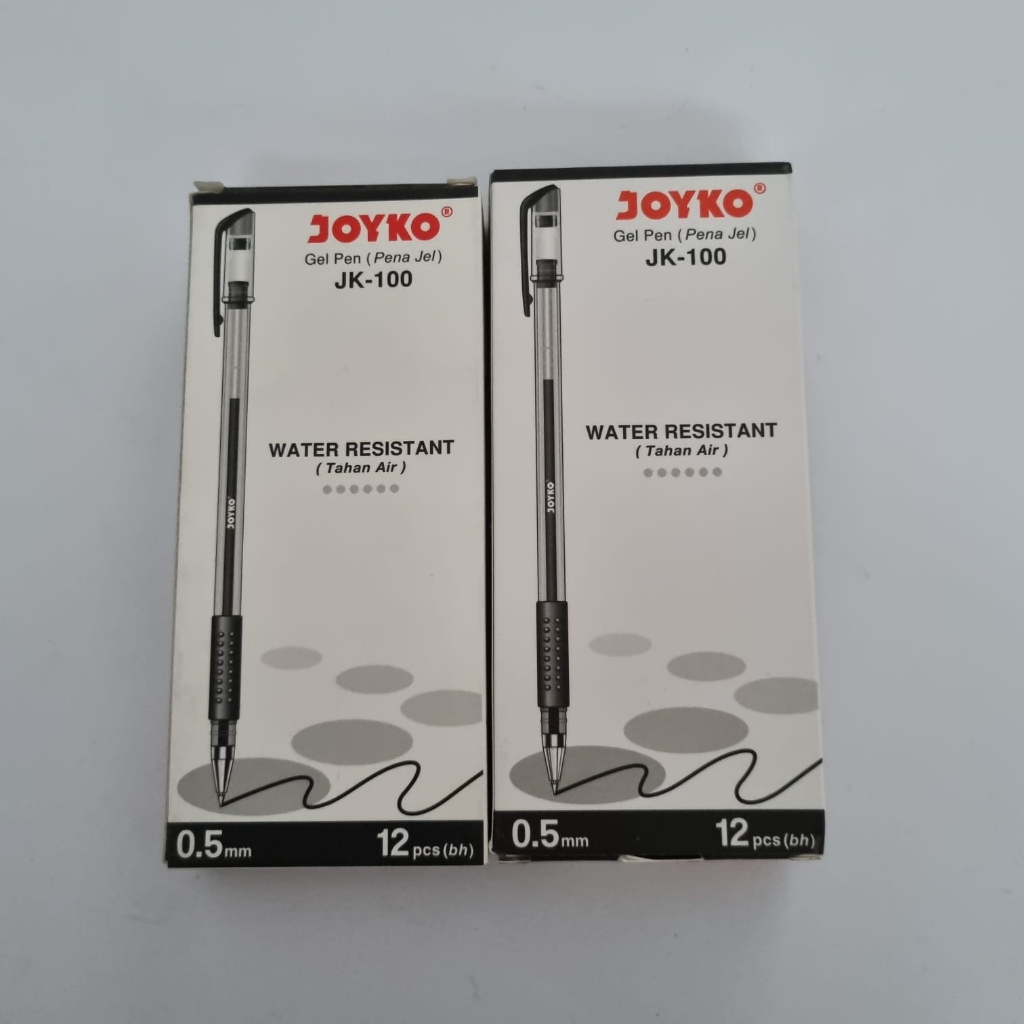 JOYKO®
Gel Pen (Pena Jel)
JK-100
WATER RESISTANT
(Tahan Air)
JOYKO
0.5mm
12 pcs (bh)
JOYKO®
Gel Pen (Pena Jel)
JK-100
WATER RESISTANT
(Tahan Air)
JOYKO
0.5mm
12 pcs (bh)